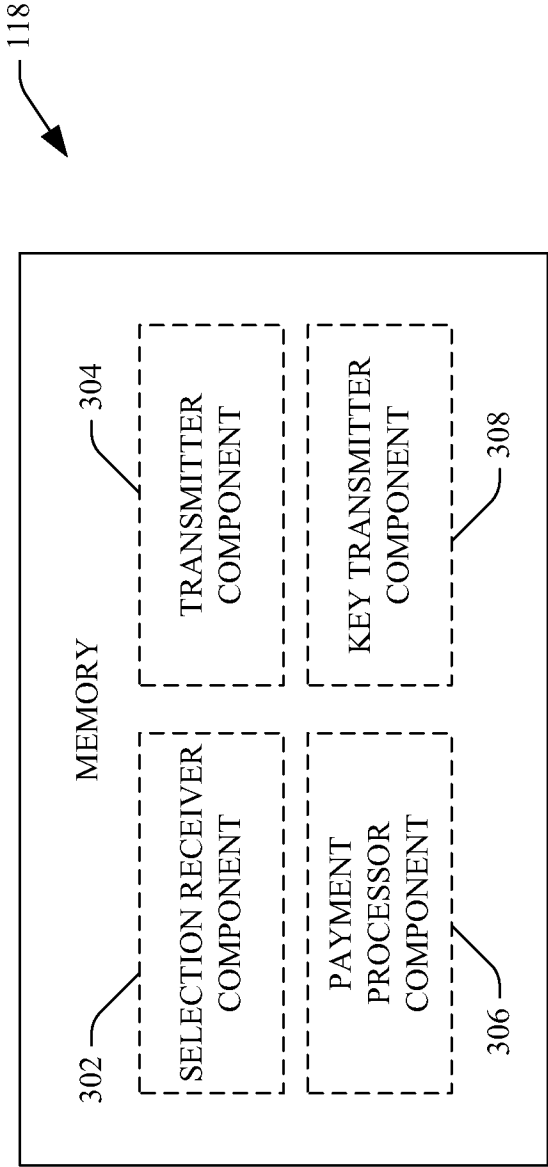 118
MEMORY
302
304
SELECTION RECEIVER
COMPONENT
TRANSMITTER
COMPONENT
PAYMENT
PROCESSOR
COMPONENT
KEY TRANSMITTER
COMPONENT
306
308